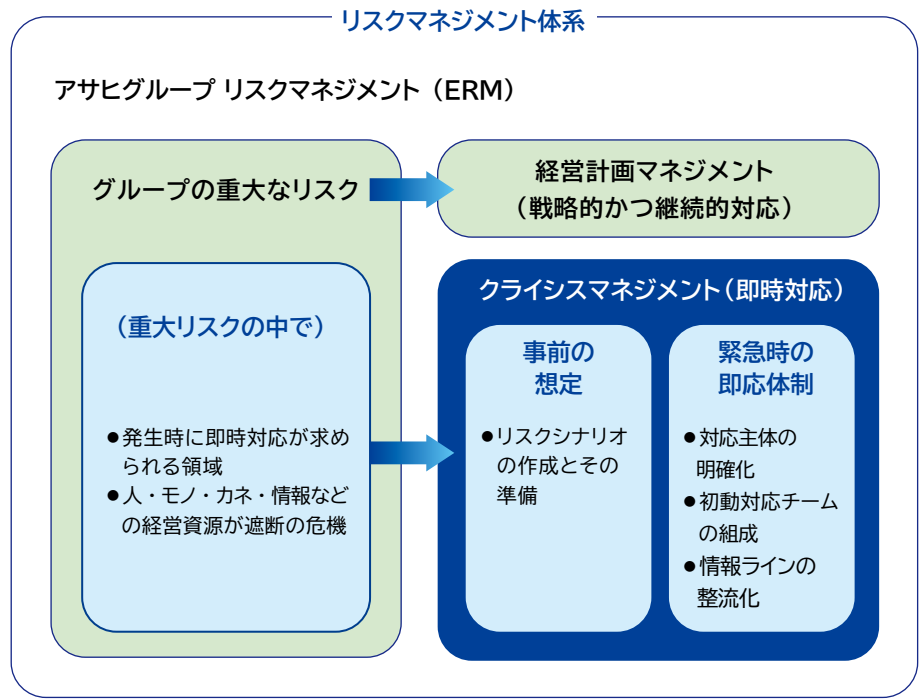 リスクマネジメント体系
アサヒグループ リスクマネジメント（ERM）
グループの重大なリスク
経営計画マネジメント
（戦略的かつ継続的対応）
（重大リスクの中で）
●発生時に即時対応が求め
られる領域
●人・モノ・カネ・情報など
の経営資源が遮断の危機
クライシスマネジメント（即時対応）
事前の
想定
●リスクシナリオ
の作成とその
準備
緊急時の
即応体制
●対応主体の
明確化
●初動対応チーム
の組成
●情報ラインの
整流化